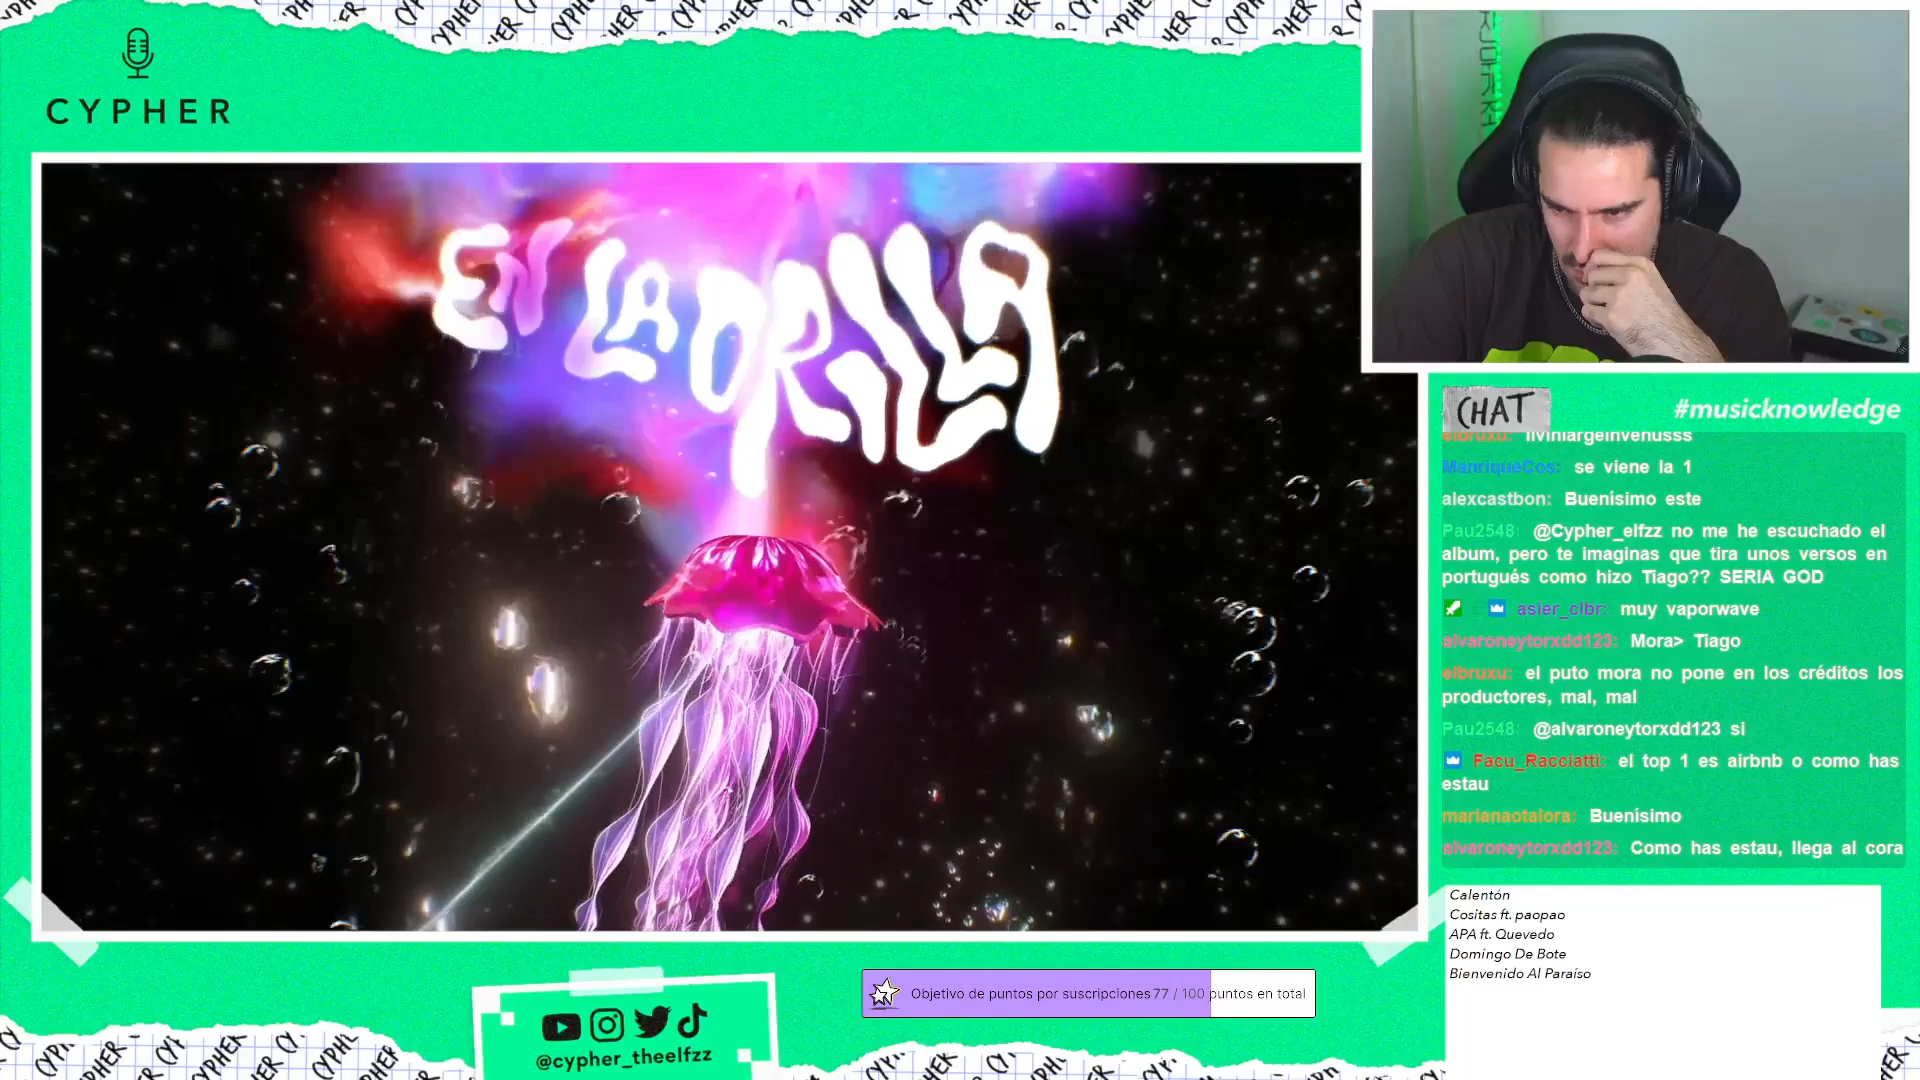 CYPHER
EN LA ORILLA
CHAT
#musicknowledge
elbruxu: liviniargeinvenusss
ManriqueCos: se viene la 1
alexcastbon: Buenísimo este
Pau2548: @Cypher_elfzz no me he escuchado el
album, pero te imaginas que tira unos versos en
portugués como hizo Tiago?? SERIA GOD
asier_clbr: muy vaporwave
alvaroneytorxdd123: Mora> Tiago
elbruxu: el puto mora no pone en los créditos los
productores, mal, mal
Pau2548: @alvaroneytorxdd123 si
Facu_Racciatti: el top 1 es airbnb o como has
estau
marianaotalora: Buenísimo
alvaroneytorxdd123: Como has estau, llega al cora
Calentón
Cositas ft. paopao
APA ft. Quevedo
Domingo De Bote
Bienvenido Al Paraíso
Objetivo de puntos por suscripciones 77 / 100 puntos en total
@cypher_theelfzz